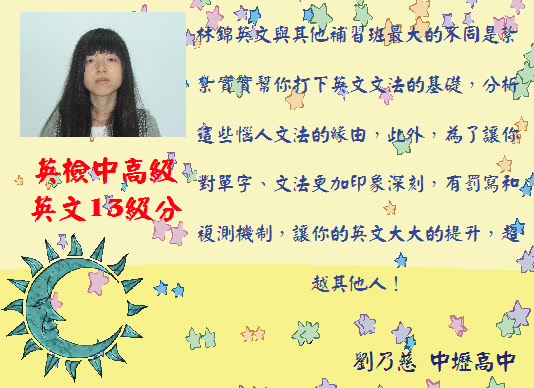 林錦英文與其他補習班最大的不同是紮
紮實實幫你打下英文文法的基礎，分析
這些惱人文法的緣由，此外，為了讓你
對單字、文法更加印象深刻，有罰寫和
複測機制，讓你的英文大大的提升，超
越其他人！
英檢中高級
英文13級分
劉乃慈 中壢高中